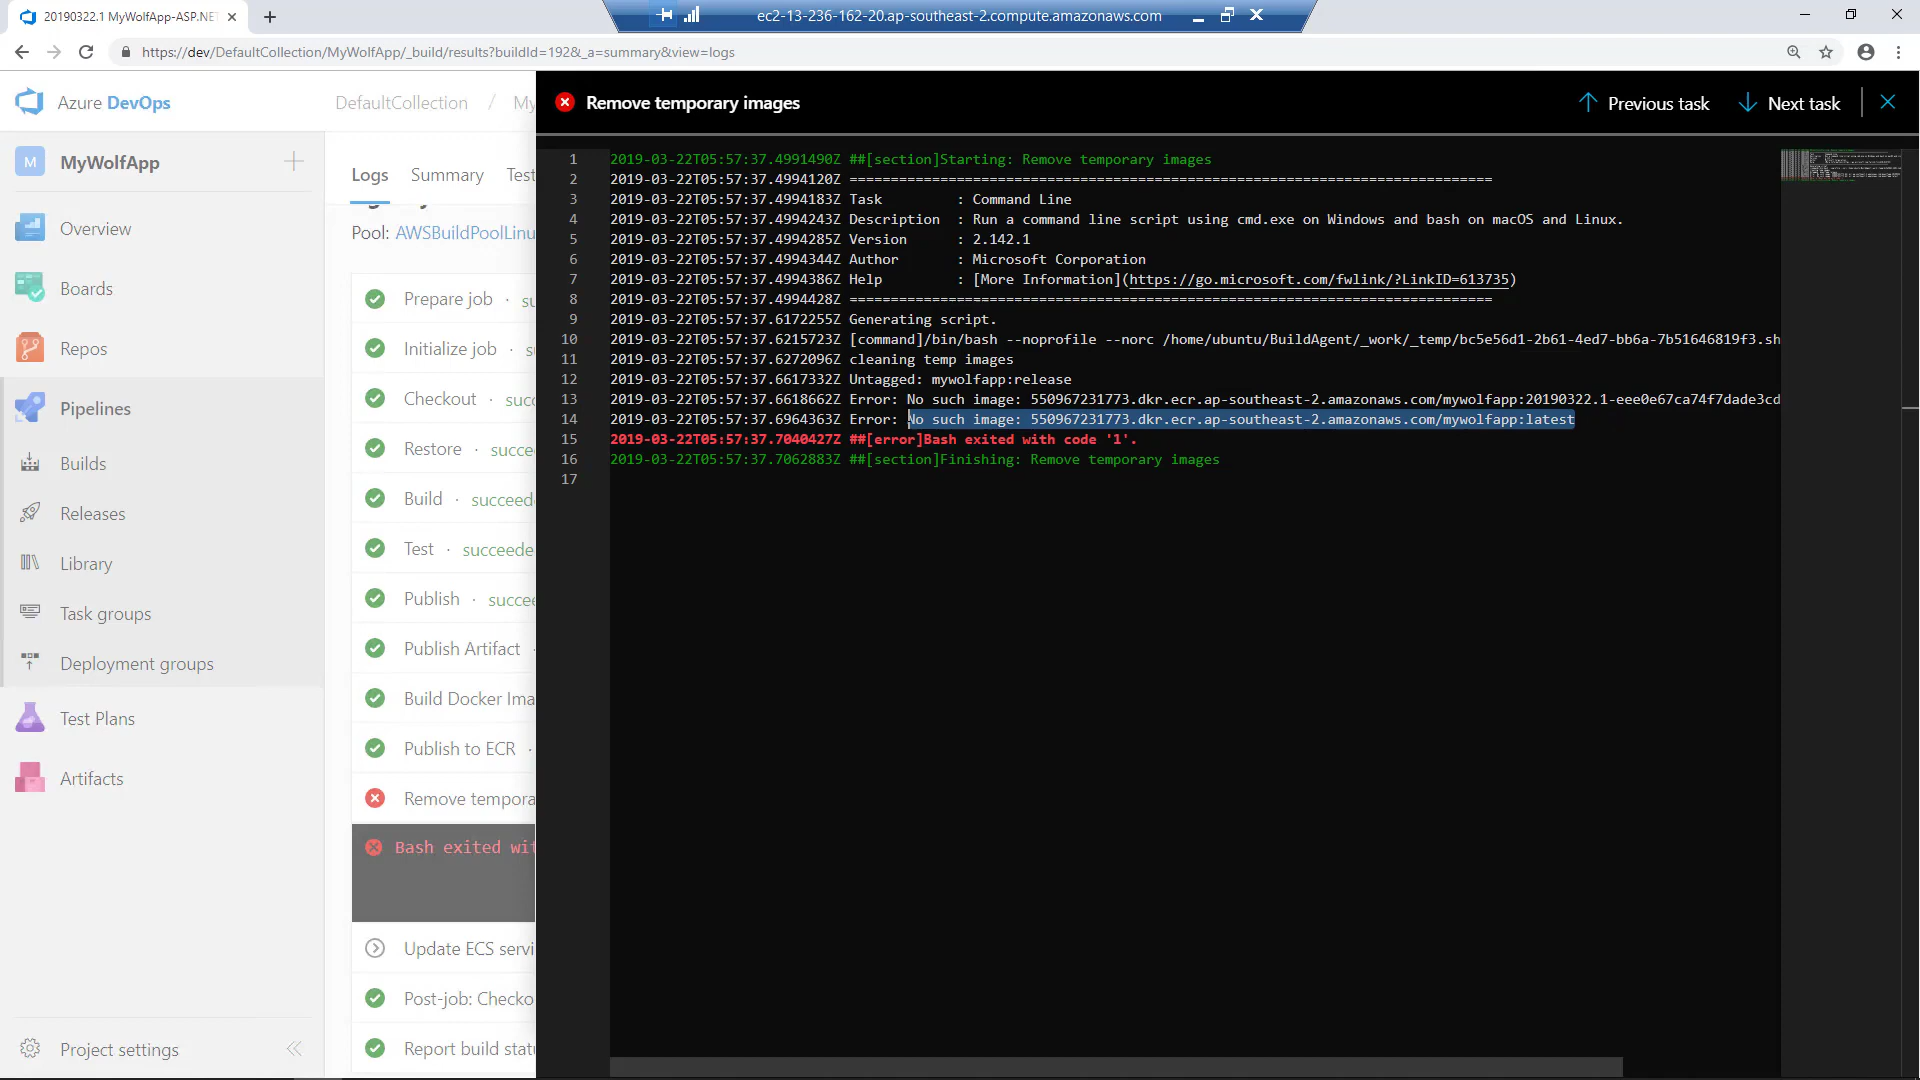 20190322.1 MyWolfApp-ASP.NET
ec2-13-236-162-20.ap-southeast-2.compute.amazonaws.com
https://dev/DefaultCollection/MyWolfApp/_build/results?buildId=192&_a=summary&view=logs
Azure DevOps
DefaultCollection / My
Remove temporary images
Previous task
Next task
M
MyWolfApp
Overview
Boards
Repos
Pipelines
Builds
Releases
Library
Task groups
Deployment groups
Test Plans
Artifacts
Project settings
Logs
Summary
Test
Pool: AWSBuildPoolLinu
Prepare job · su
Initialize job · s
Checkout · succ
Restore · succe
Build · succeede
Test · succeede
Publish · succee
Publish Artifact ·
Build Docker Ima
Publish to ECR ·
Remove tempora
Bash exited wit
Update ECS servi
Post-job: Checko
Report build statu
1 2019-03-22T05:57:37.4991490Z ##[section]Starting: Remove temporary images
2 2019-03-22T05:57:37.4994120Z ==============================================================================
3 2019-03-22T05:57:37.4994183Z Task : Command Line
4 2019-03-22T05:57:37.4994243Z Description : Run a command line script using cmd.exe on Windows and bash on macOS and Linux.
5 2019-03-22T05:57:37.4994285Z Version : 2.142.1
6 2019-03-22T05:57:37.4994344Z Author : Microsoft Corporation
7 2019-03-22T05:57:37.4994386Z Help : [More Information](https://go.microsoft.com/fwlink/?LinkID=613735)
8 2019-03-22T05:57:37.4994428Z ==============================================================================
9 2019-03-22T05:57:37.6172255Z Generating script.
10 2019-03-22T05:57:37.6215723Z [command]/bin/bash --noprofile --norc /home/ubuntu/BuildAgent/_work/_temp/bc5e56d1-2b61-4ed7-bb6a-7b51646819f3.sh
11 2019-03-22T05:57:37.6272096Z cleaning temp images
12 2019-03-22T05:57:37.6617332Z Untagged: mywolfapp:release
13 2019-03-22T05:57:37.6618662Z Error: No such image: 550967231773.dkr.ecr.ap-southeast-2.amazonaws.com/mywolfapp:20190322.1-eee0e67ca74f7dade3cd
14 2019-03-22T05:57:37.6964363Z Error: No such image: 550967231773.dkr.ecr.ap-southeast-2.amazonaws.com/mywolfapp:latest
15 2019-03-22T05:57:37.7040427Z ##[error]Bash exited with code '1'.
16 2019-03-22T05:57:37.7062883Z ##[section]Finishing: Remove temporary images
17